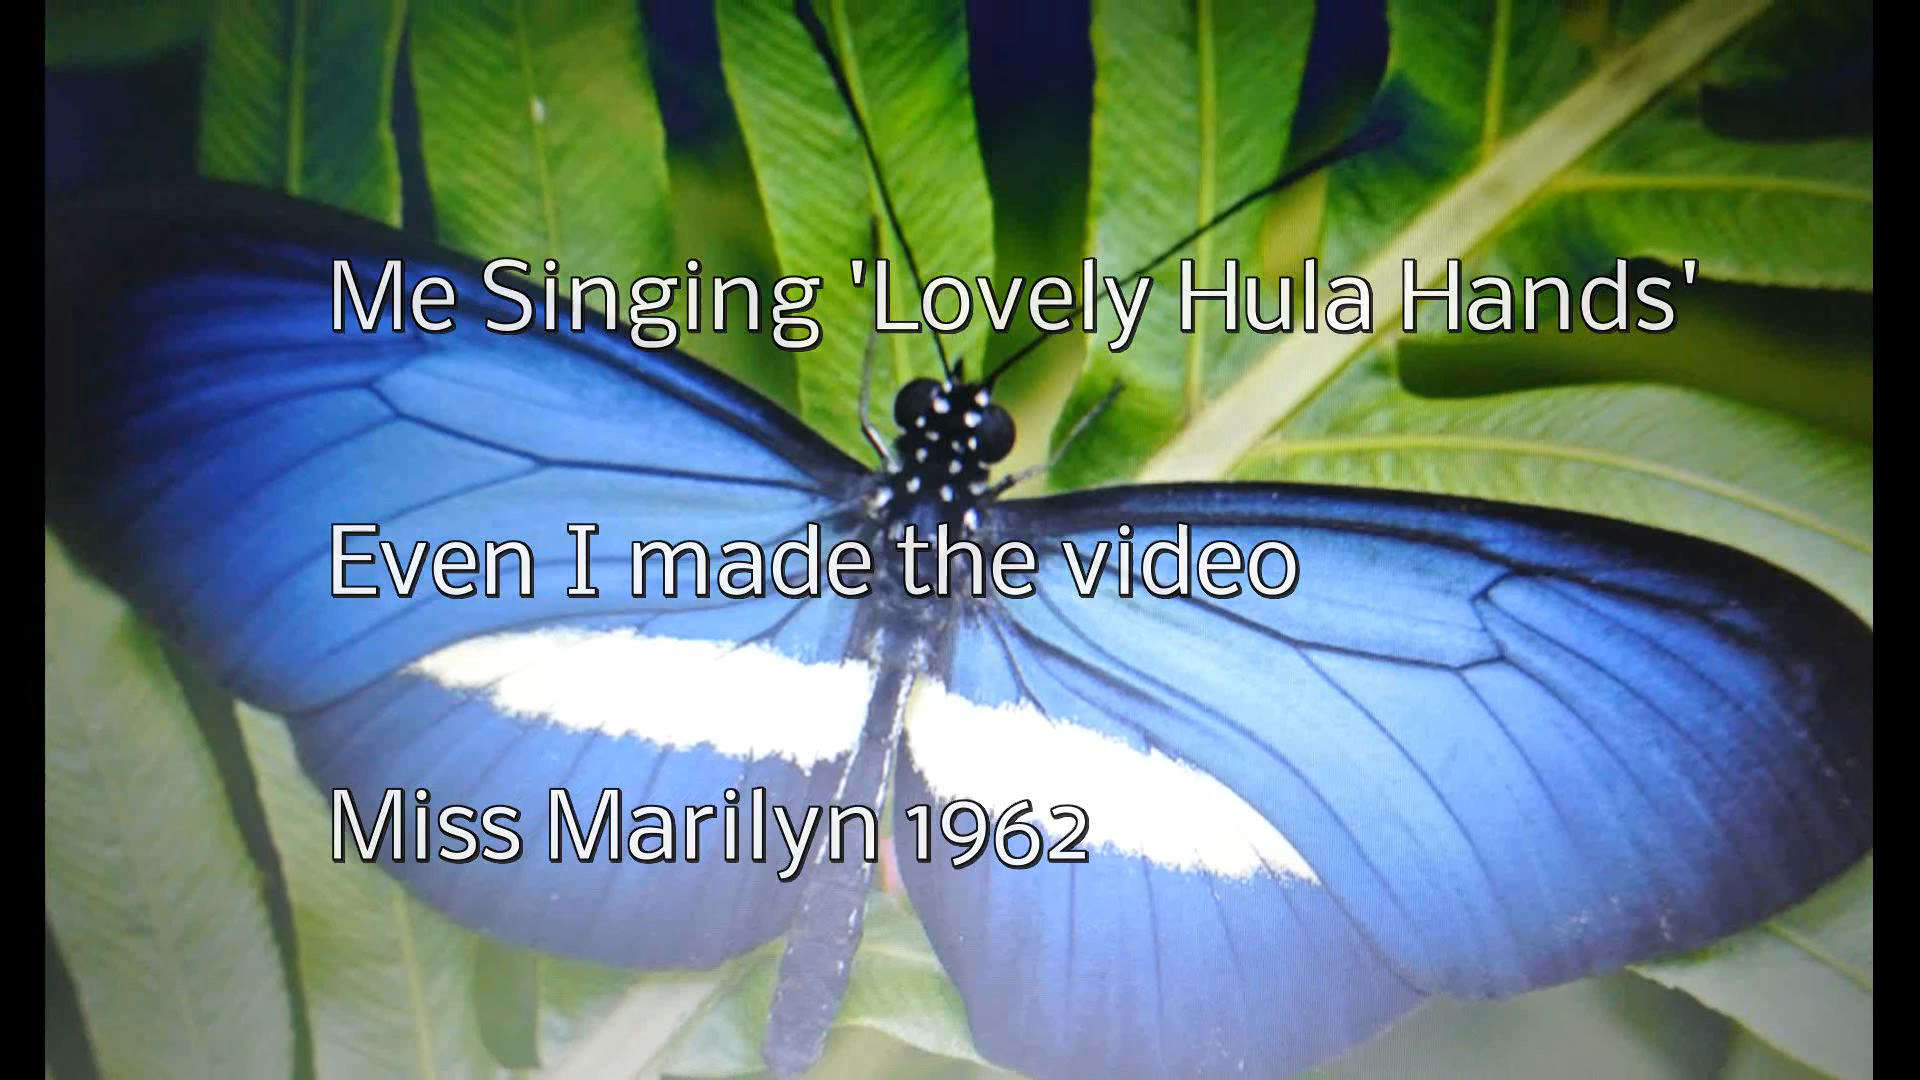 Me Singing 'Lovely Hula Hands'
Even I made the video
Miss Marilyn 1962